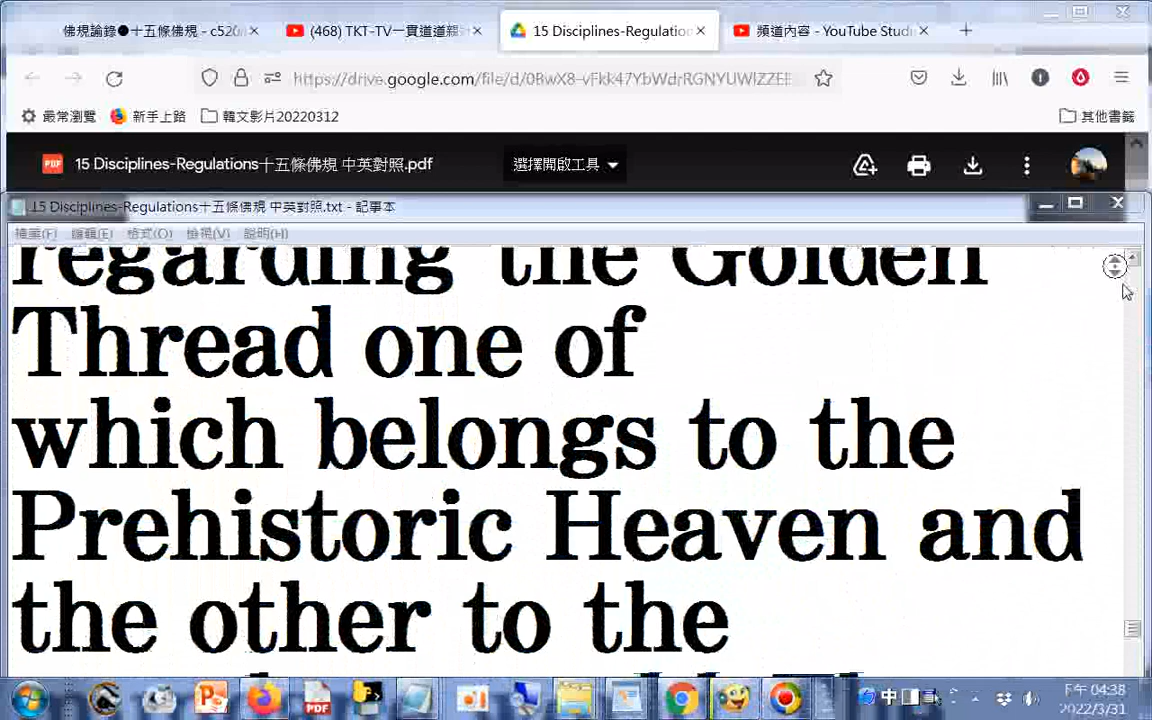 佛規論錄●十五條佛規 - c520
(468) TKT-TV一貫道道親
15 Disciplines-Regulation
頻道內容 - YouTube Studi
https://drive.google.com/file/d/0BwX8-vFkk47YbWdrRGNYUWlZZEE
最常瀏覽
新手上路
韓文影片20220312
其他書籤
PDF
15 Disciplines-Regulations十五條佛規 中英對照.pdf
選擇開啟工具
15 Disciplines-Regulations十五條佛規 中英對照.txt - 記事本
檔案(F) 編輯(E) 格式(O) 檢視(V) 說明(H)
regarding the Golden
Thread one of
which belongs to the
Prehistoric Heaven and
the other to the
中
下午 04:38
2022/3/31